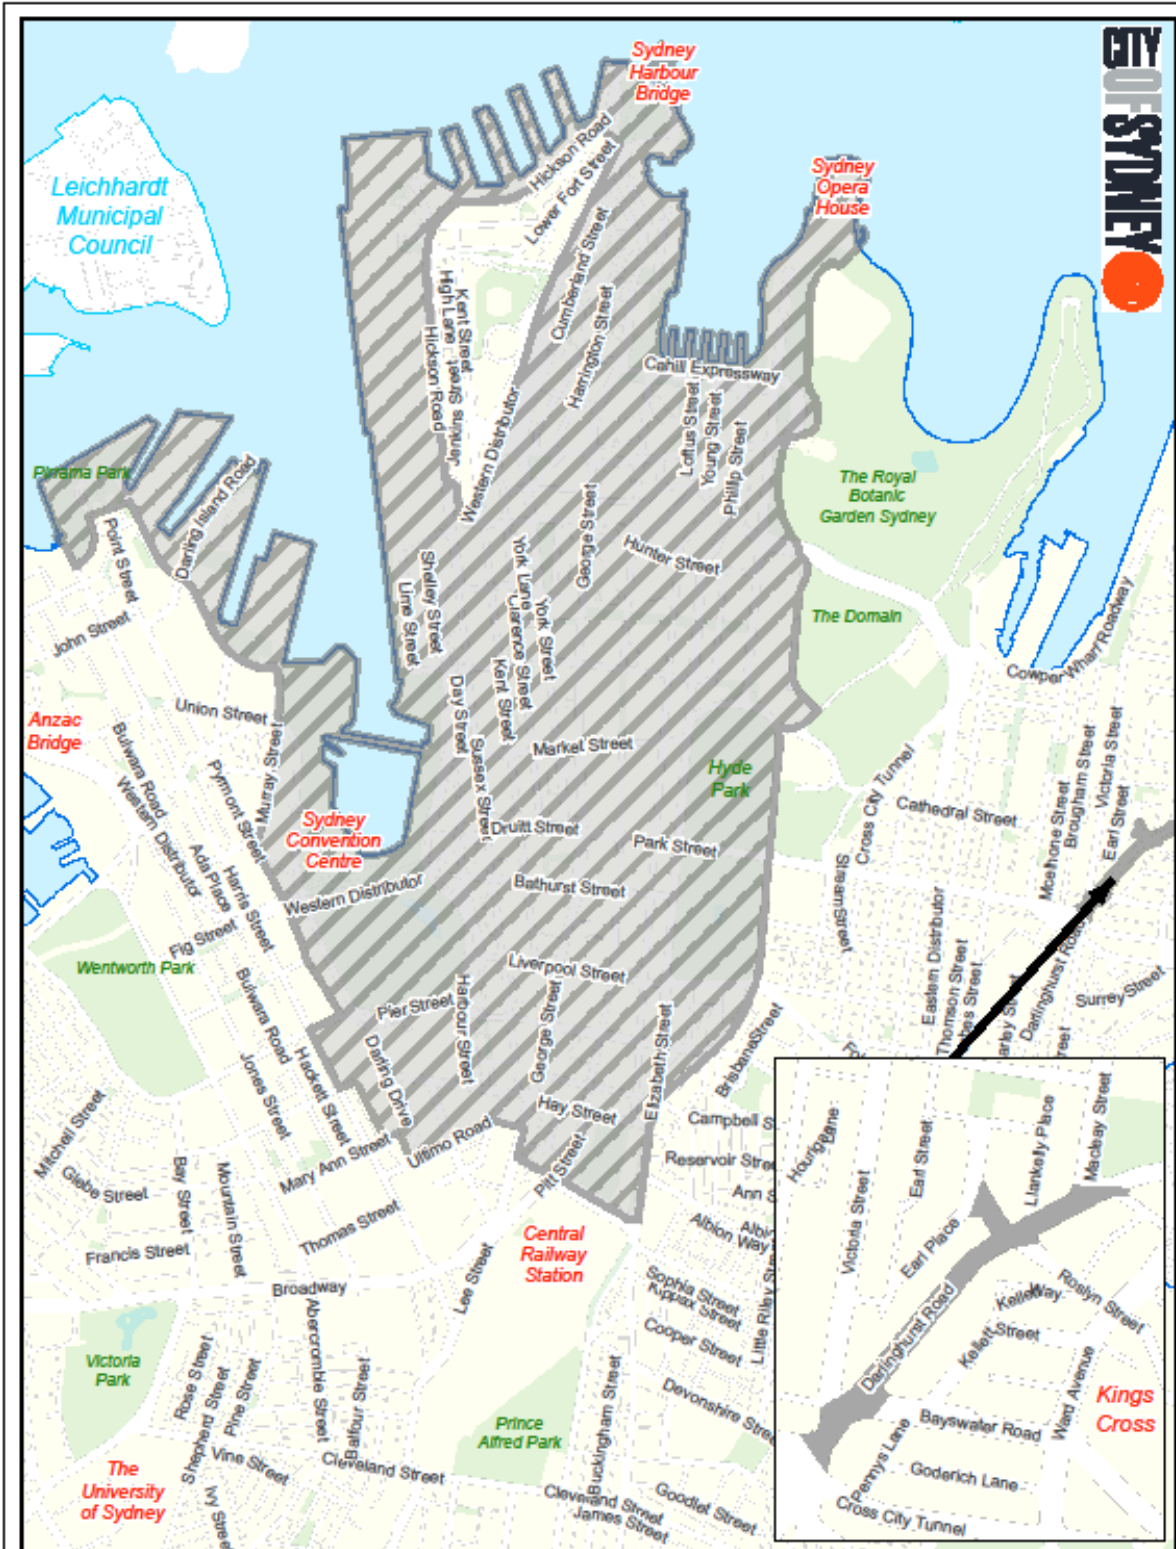 CITY OF SYDNEY
Sydney
Harbour
Bridge
Sydney
Opera
House
Leichhardt
Municipal
Council
Hickson Road
Lower Fort Street
Cumberland Street
Harrington Street
Kent Street
High Lane
Jenkins Street
Hickson Road
Western Distributor
Cahill Expressway
Loftus Street
Young Street
Phillip Street
The Royal
Botanic
Garden Sydney
Pirrama Park
Darling Island Road
Point Street
John Street
George Street
Hunter Street
Shelley Street
Lime Street
York Lane
Clarence Street
York Street
Kent Street
The Domain
Cowper Wharf Roadway
Anzac
Bridge
Union Street
Murray Street
Bulwara Road
Western Distributor
Pyrmont Street
Day Street
Sussex Street
Market Street
Hyde
Park
Cross City Tunnel
Cathedral Street
Brougham Street
Victoria Street
Earl Street
Sydney
Convention
Centre
Druitt Street
Park Street
Ada Place
Harris Street
Western Distributor
Bathurst Street
Fig Street
Wentworth Park
Liverpool Street
Eastern Distributor
Thomson Street
Darlinghurst Road
Surrey Street
Bulwara Road
Pier Street
Harbour Street
George Street
Elizabeth Street
Brisbane Street
Jones Street
Hackett Street
Darling Drive
Hay Street
Campbell S
Mitchell Street
Mary Ann Street
Ultimo Road
Pitt Street
Reservoir Stree
Glebe Street
Bay Street
Mountain Street
Ann S
Thomas Street
Albion Way
Francis Street
Central
Railway
Station
Lee Street
Broadway
Sophia Street
Kippax Street
Little Riley Stre
Cooper Street
Victoria
Park
Rose Street
Shepherd Street
Pine Street
Abercrombie Street
Balfour Street
Buckingham Street
Devonshire Stree
Prince
Alfred Park
Vine Street
Cleveland Street
The
University
of Sydney
Ivy Stree
Cleveland Street
James Street
Goodlet Street
Hourigan Lane
Victoria Street
Earl Street
Llankelly Place
Macleay Street
Earl Place
Darlinghurst Road
Kellett Way
Roslyn Street
Kellett Street
Ward Avenue
Kings
Cross
Bayswater Road
Pennys Lane
Goderich Lane
Cross City Tunnel